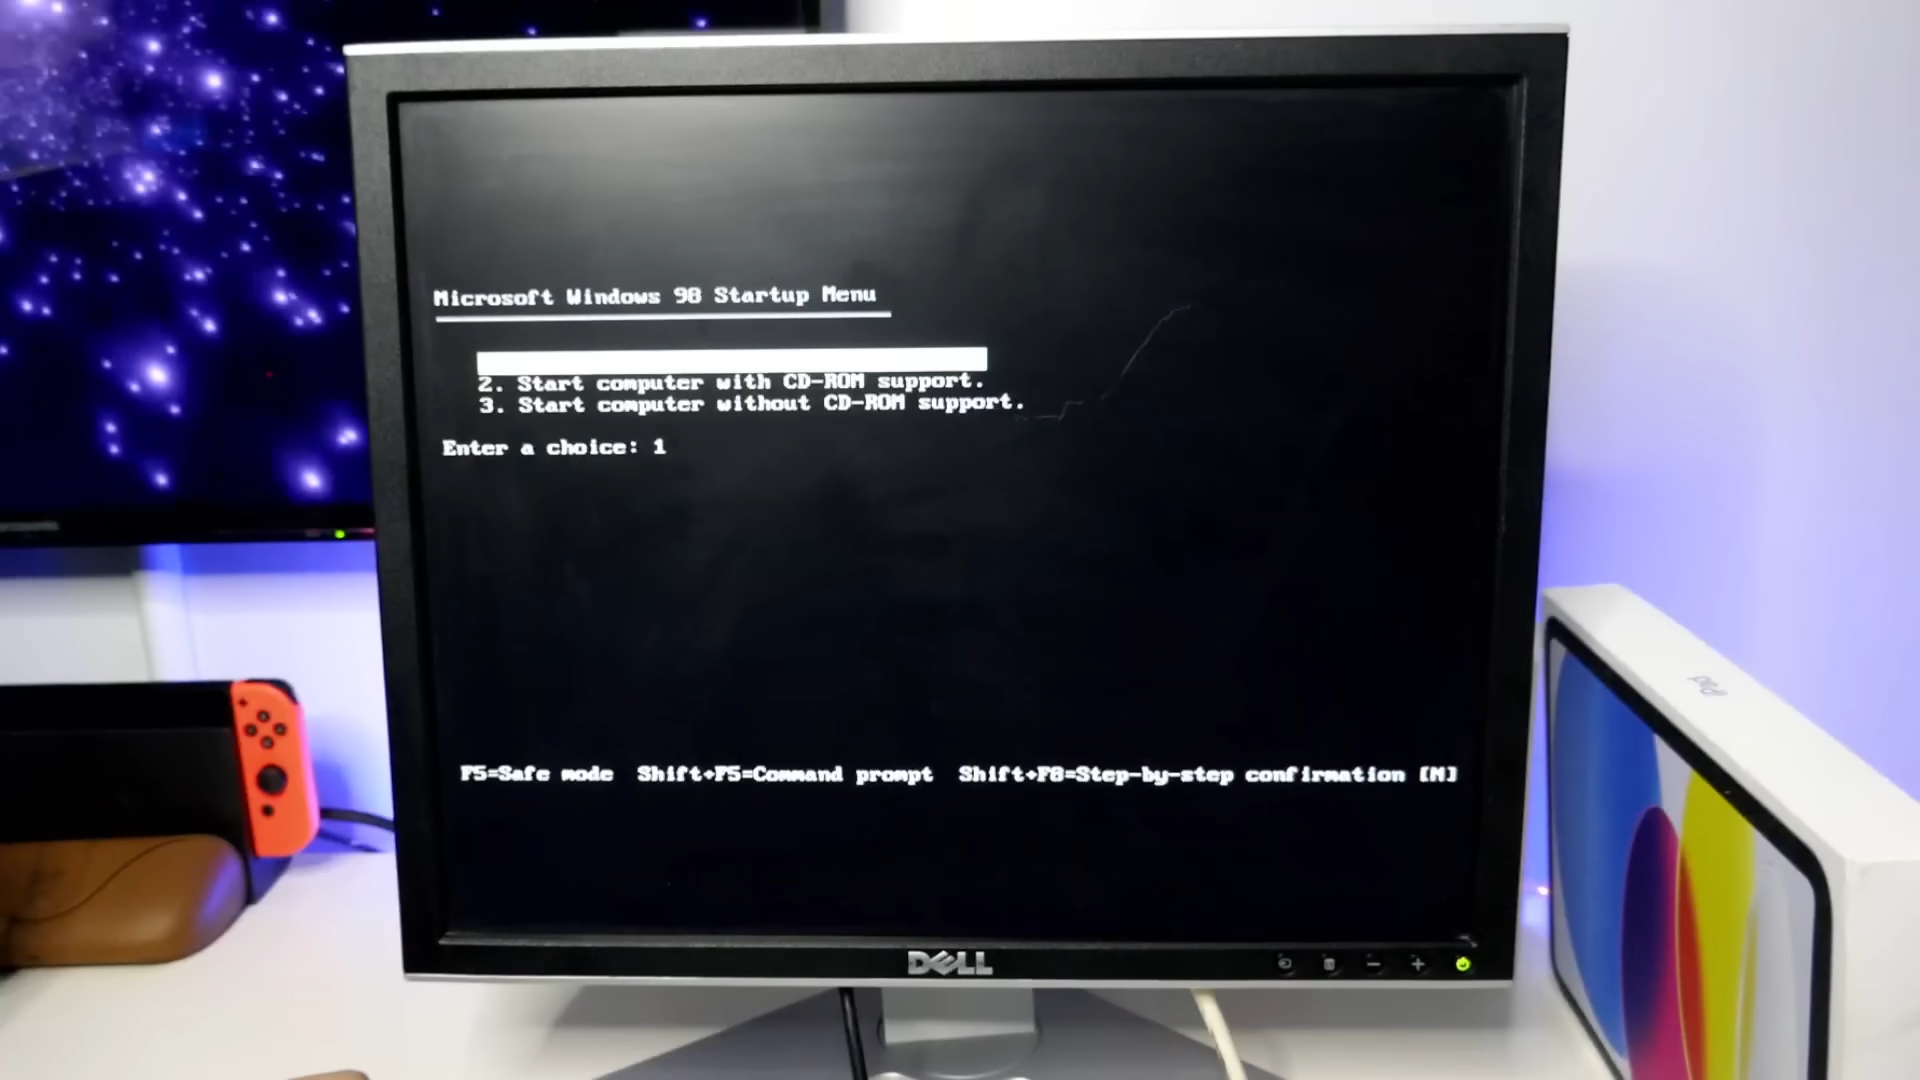 Microsoft Windows 98 Startup Menu
2. Start computer with CD-ROM support.
3. Start computer without CD-ROM support.
Enter a choice: 1
F5=Safe mode Shift+F5=Command prompt Shift+F8=Step-by-step confirmation [N]
DELL
iPad